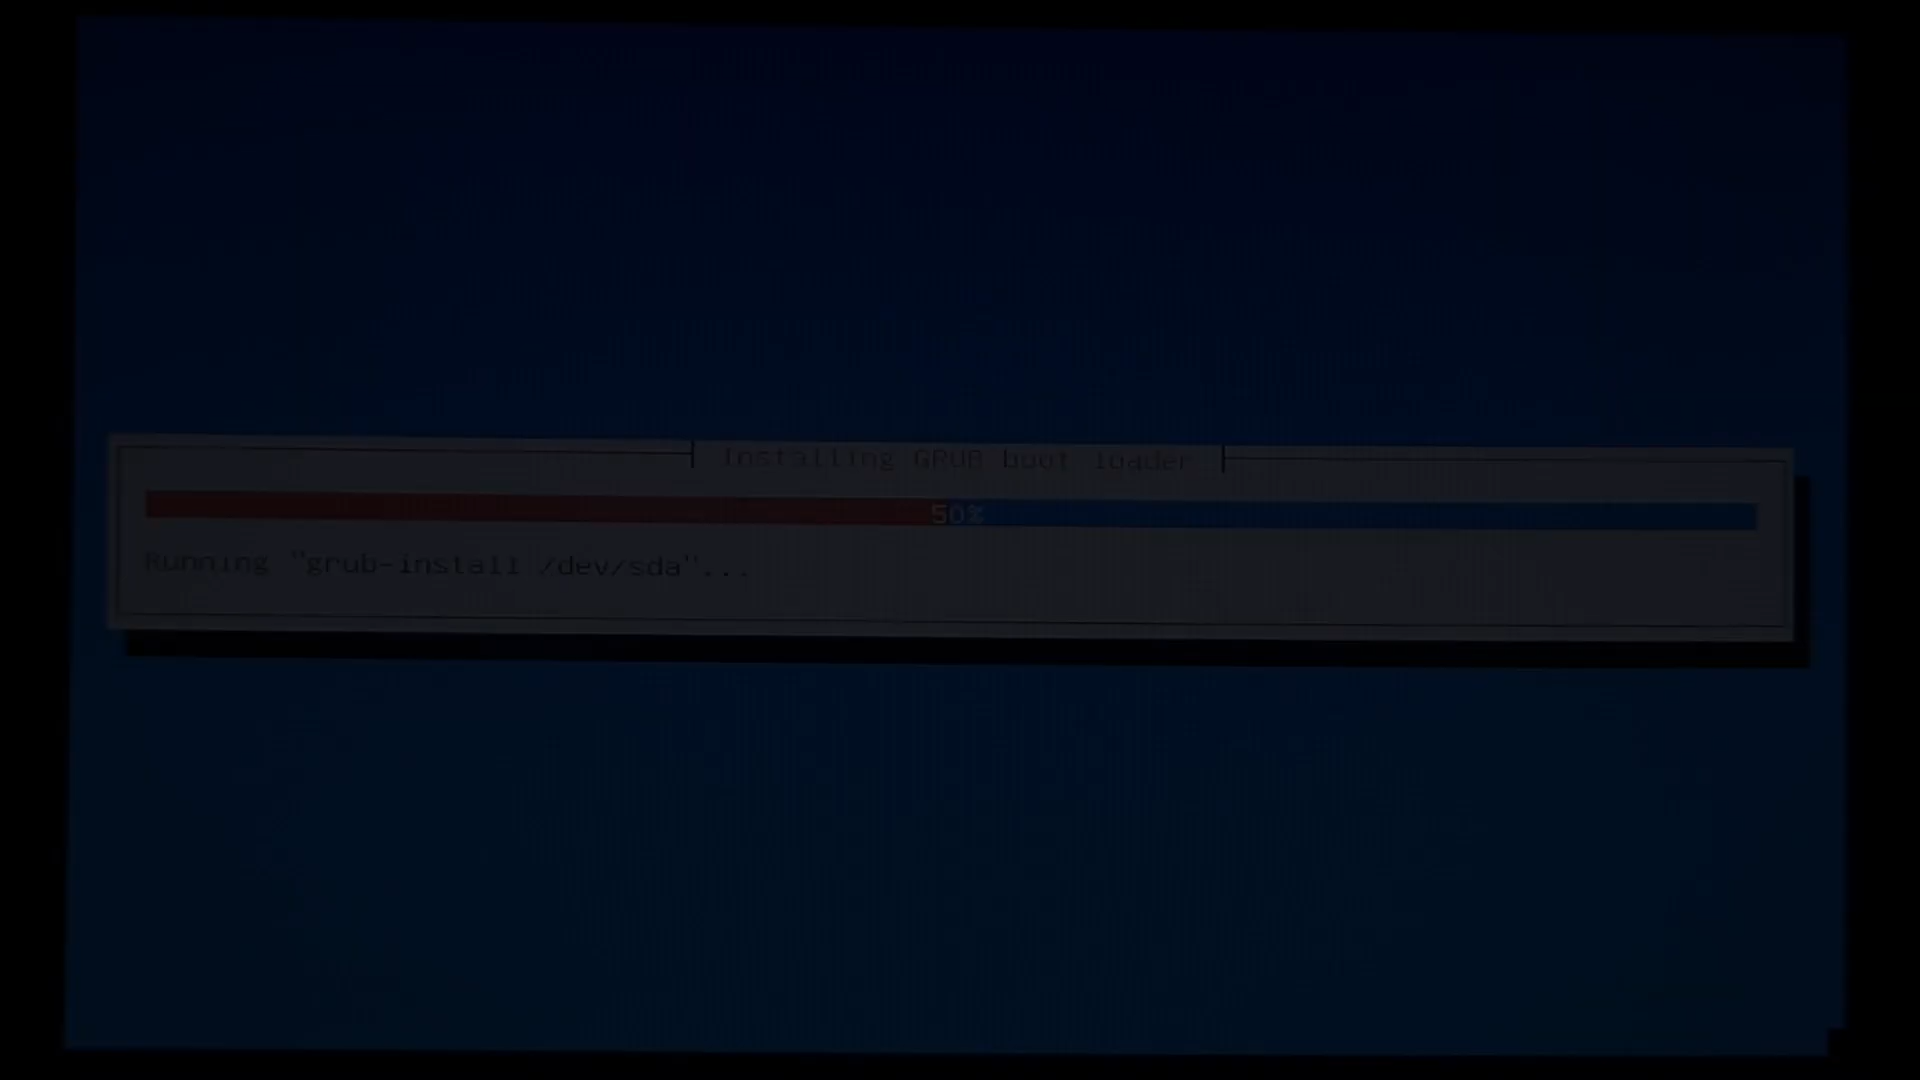 Installing GRUB boot loader
50%
Running "grub-install /dev/sda"...